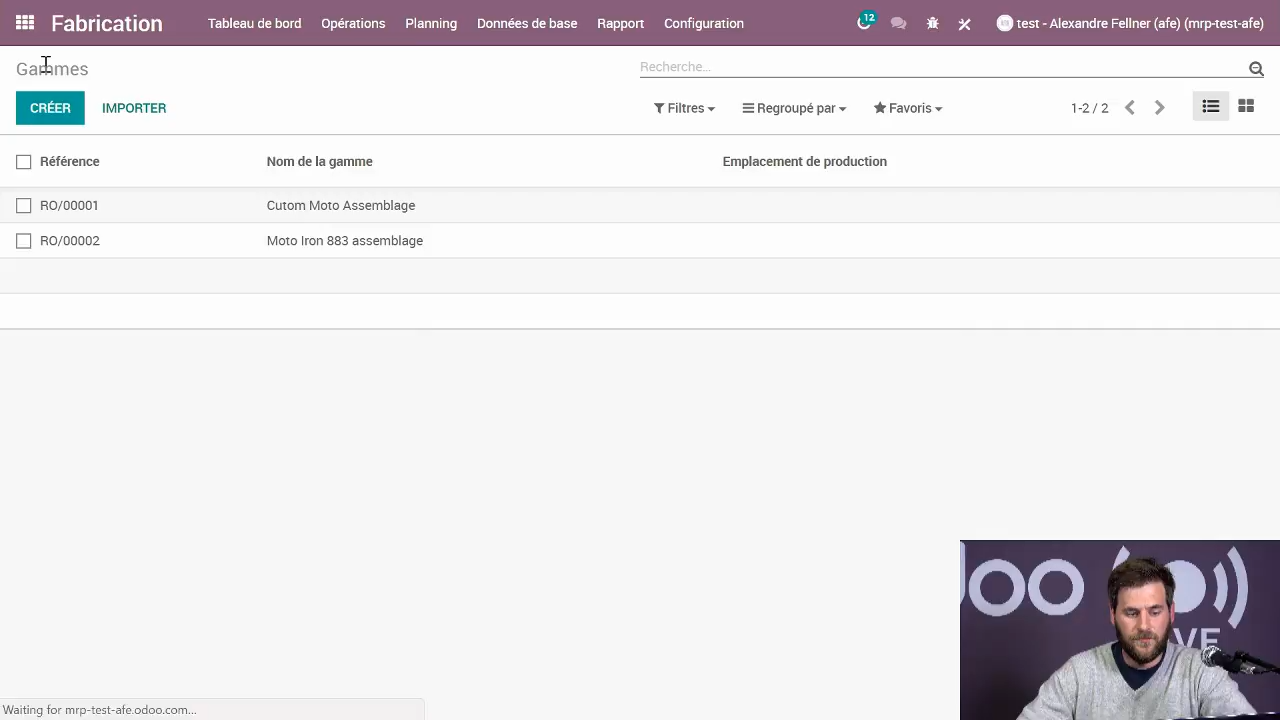 Fabrication Tableau de bord Opérations Planning Données de base Rapport Configuration 12 test - Alexandre Fellner (afe) (mrp-test-afe)
Gammes Recherche...
CRÉER IMPORTER Filtres Regroupé par Favoris 1-2 / 2
Référence Nom de la gamme Emplacement de production
RO/00001 Cutom Moto Assemblage
RO/00002 Moto Iron 883 assemblage
Waiting for mrp-test-afe.odoo.com...